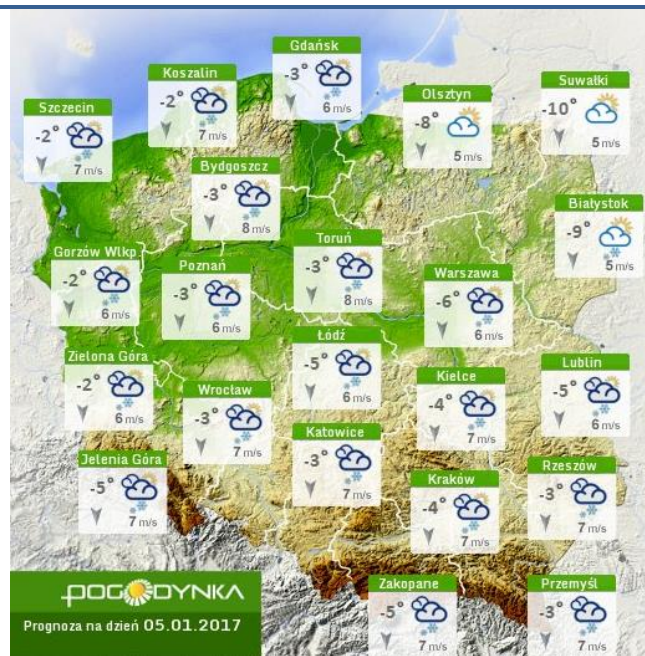 Gdańsk
-3°
6 m/s
Koszalin
-2°
7 m/s
Szczecin
-2°
7 m/s
Olsztyn
-8°
5 m/s
Suwałki
-10°
5 m/s
Bydgoszcz
-3°
8 m/s
Białystok
-9°
5 m/s
Toruń
-3°
8 m/s
Gorzów Wlkp.
-2°
6 m/s
Poznań
-3°
6 m/s
Warszawa
-6°
6 m/s
Łódź
-5°
6 m/s
Zielona Góra
-2°
6 m/s
Wrocław
-3°
7 m/s
Kielce
-4°
7 m/s
Lublin
-5°
6 m/s
Katowice
-3°
7 m/s
Jelenia Góra
-5°
7 m/s
Kraków
-4°
7 m/s
Rzeszów
-3°
7 m/s
Zakopane
-5°
7 m/s
Przemyśl
-3°
7 m/s
POGODYNKA
Prognoza na dzień 05.01.2017